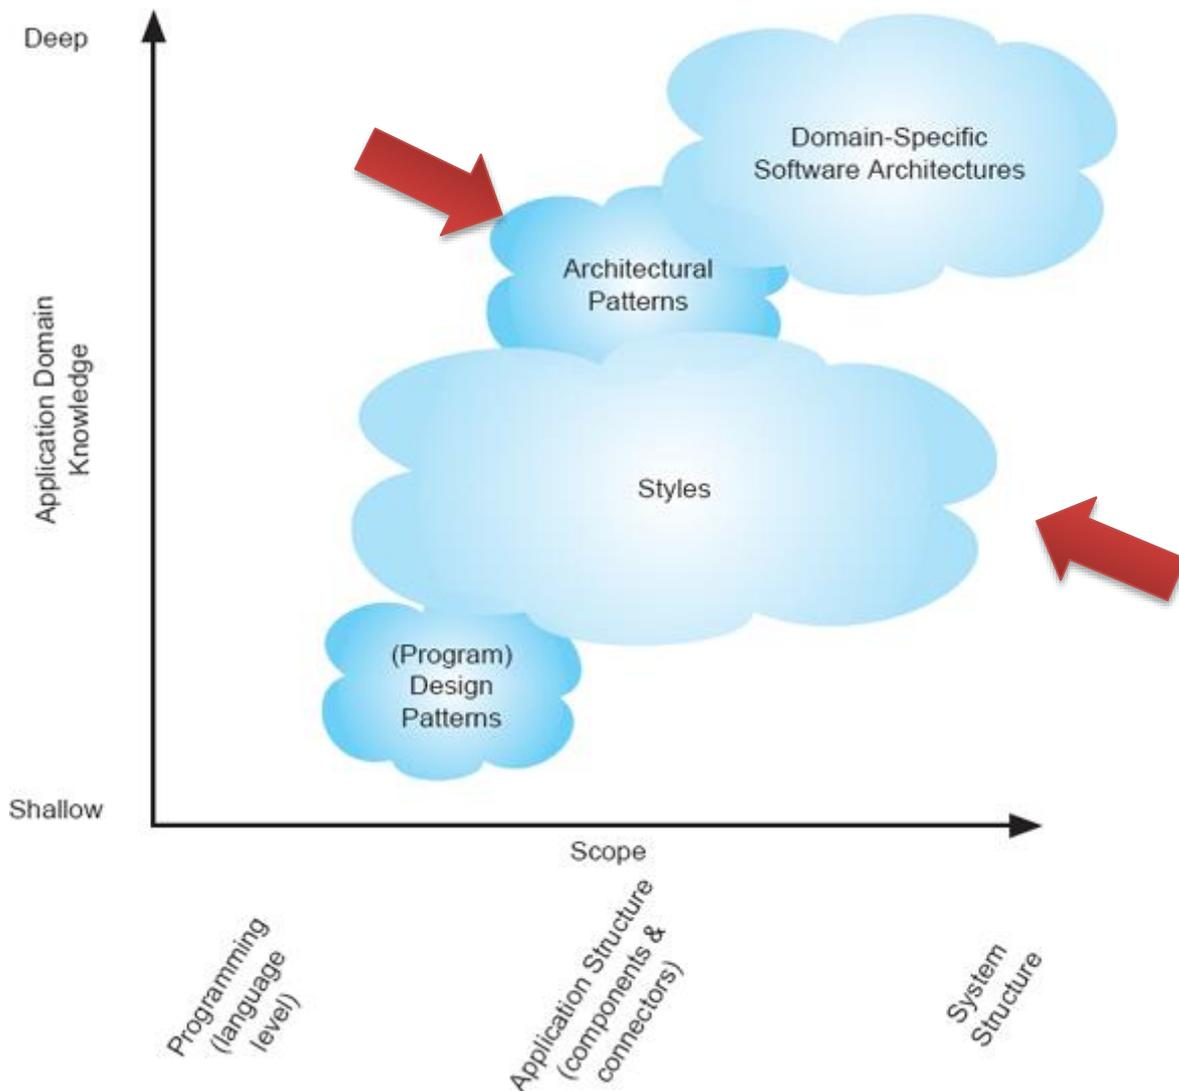 Deep
Domain-Specific
Software Architectures
Architectural
Patterns
Application Domain
Knowledge
Styles
(Program)
Design
Patterns
Shallow
Scope
Programming
(language
level)
Application Structure
(components &
connectors)
System
Structure